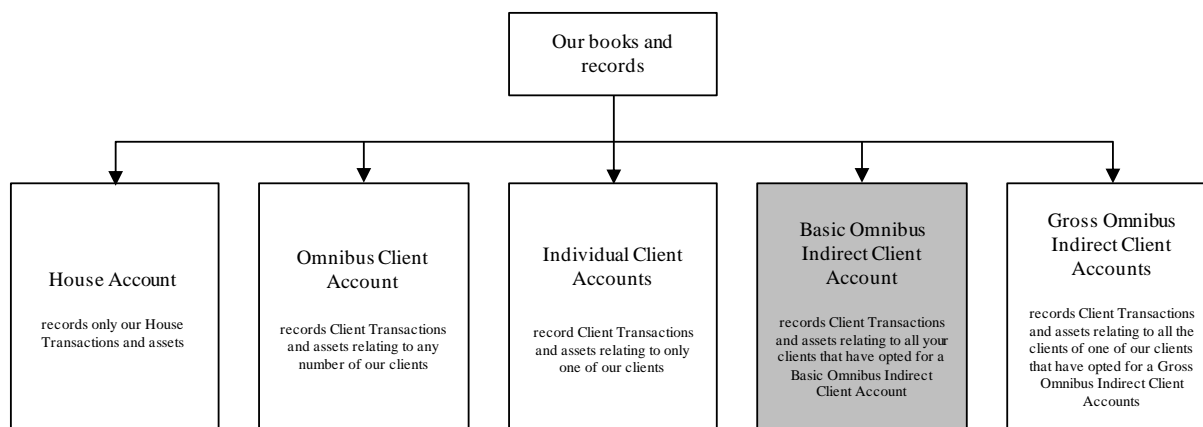 Our books and
records
House Account
records only our House
Transactions and assets
Omnibus Client
Account
records Client Transactions
and assets relating to any
number of our clients
Individual Client
Accounts
record Client Transactions
and assets relating to only
one of our clients
Basic Omnibus
Indirect Client
Account
records Client Transactions
and assets relating to all your
clients that have opted for a
Basic Omnibus Indirect
Client Account
Gross Omnibus
Indirect Client
Accounts
records Client Transactions
and assets relating to all the
clients of one of our clients
that have opted for a Gross
Omnibus Indirect Client
Accounts